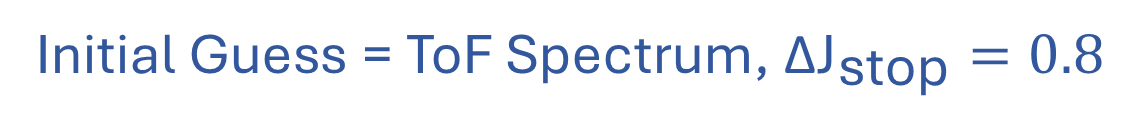 Initial Guess = ToF Spectrum, ΔJstop = 0.8